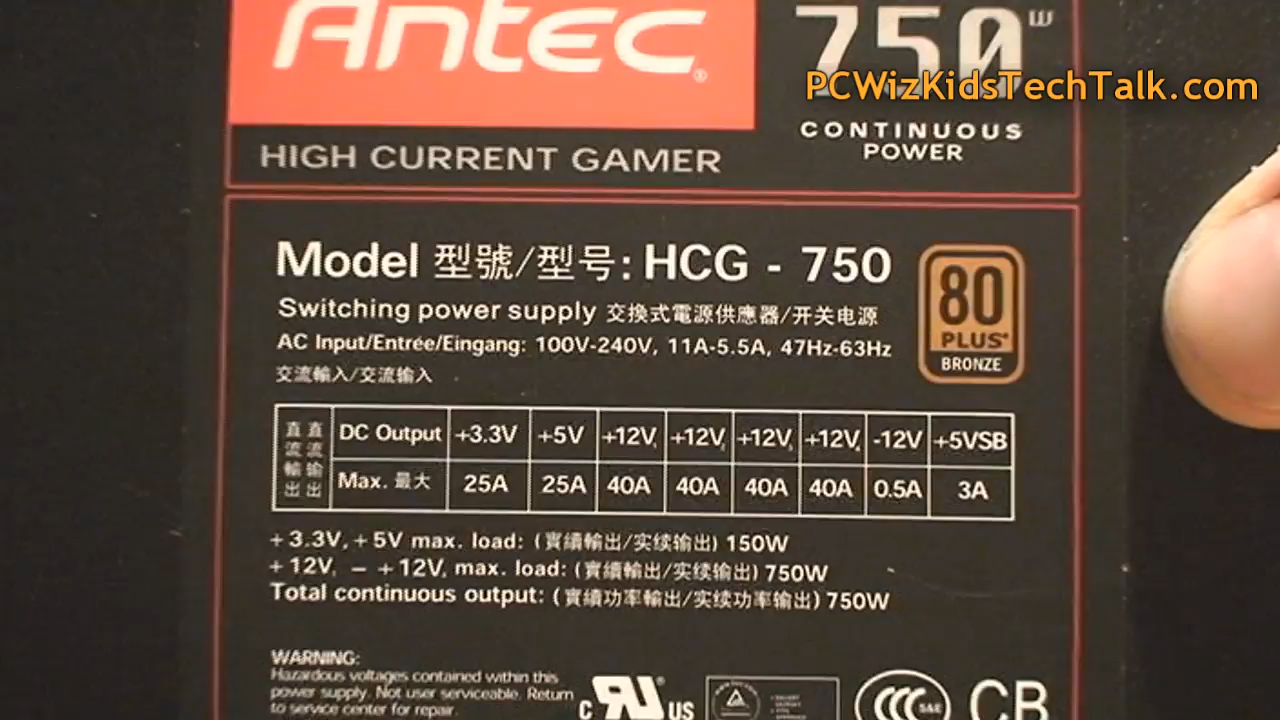 Antec®
750W
PCWizKidsTechTalk.com
CONTINUOUS
POWER
HIGH CURRENT GAMER
Model 型號/型号: HCG - 750
Switching power supply 交換式電源供應器/开关电源
AC Input/Entrée/Eingang: 100V-240V, 11A-5.5A, 47Hz-63Hz
交流輸入/交流输入
80
PLUS®
BRONZE
直流輸出 直流输出
DC Output +3.3V +5V +12V₁ +12V₂ +12V₃ +12V₄ -12V +5VSB
Max. 最大 25A 25A 40A 40A 40A 40A 0.5A 3A
+3.3V, +5V max. load: (實續輸出/实续输出) 150W
+12V₁ – +12V₄ max. load: (實續輸出/实续输出) 750W
Total continuous output: (實續功率輸出/实续功率输出) 750W
WARNING:
Hazardous voltages contained within this
power supply. Not user serviceable. Return
to service center for repair.
c RU® US
CCC S&E
CB